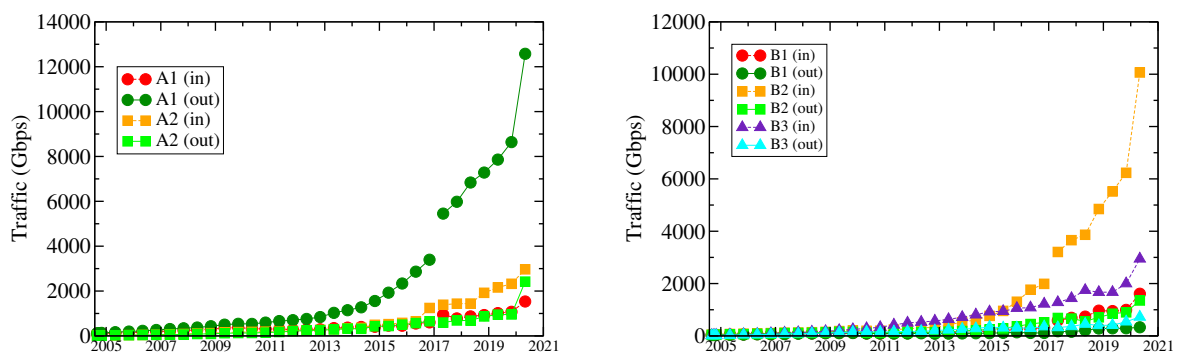 14000
12000
10000
8000
6000
4000
2000
0
Traffic (Gbps)
A1 (in)
A1 (out)
A2 (in)
A2 (out)
2005 2007 2009 2011 2013 2015 2017 2019 2021
12000
10000
8000
6000
4000
2000
0
Traffic (Gbps)
B1 (in)
B1 (out)
B2 (in)
B2 (out)
B3 (in)
B3 (out)
2005 2007 2009 2011 2013 2015 2017 2019 2021